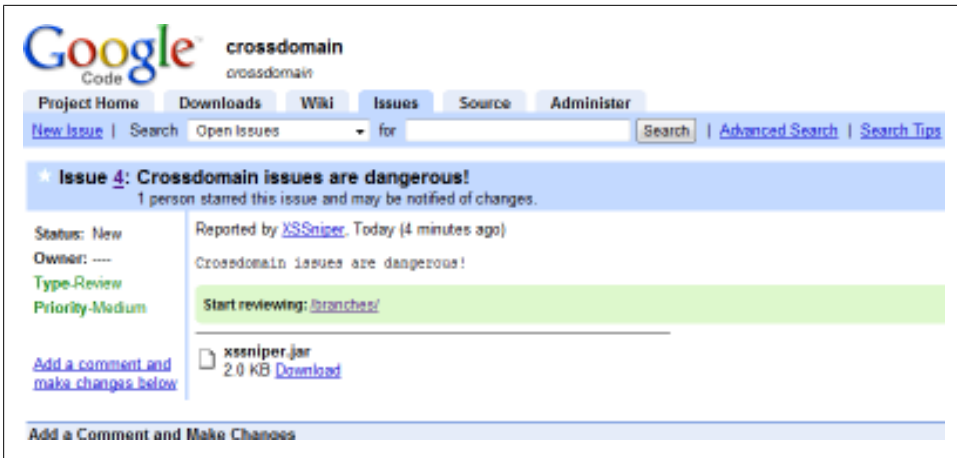 Google Code crossdomain
crossdomain
Project Home Downloads Wiki Issues Source Administer
New Issue | Search Open Issues for Search | Advanced Search | Search Tips
Issue 4: Crossdomain issues are dangerous!
1 person starred this issue and may be notified of changes.
Status: New
Owner: ----
Type-Review
Priority-Medium
Add a comment and
make changes below
Reported by XSSniper, Today (4 minutes ago)
Crossdomain issues are dangerous!
Start reviewing: /branches/
xssniper.jar
2.0 KB Download
Add a Comment and Make Changes